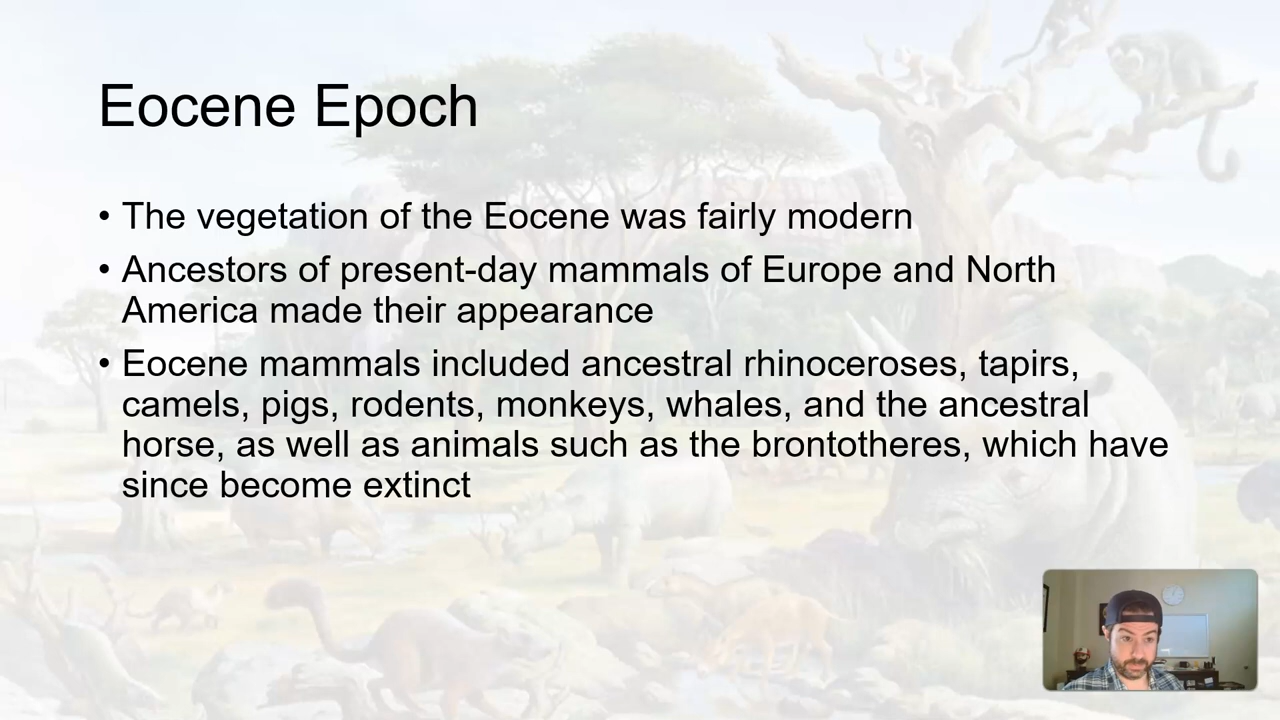 Eocene Epoch
• The vegetation of the Eocene was fairly modern
• Ancestors of present-day mammals of Europe and North
America made their appearance
• Eocene mammals included ancestral rhinoceroses, tapirs,
camels, pigs, rodents, monkeys, whales, and the ancestral
horse, as well as animals such as the brontotheres, which have
since become extinct